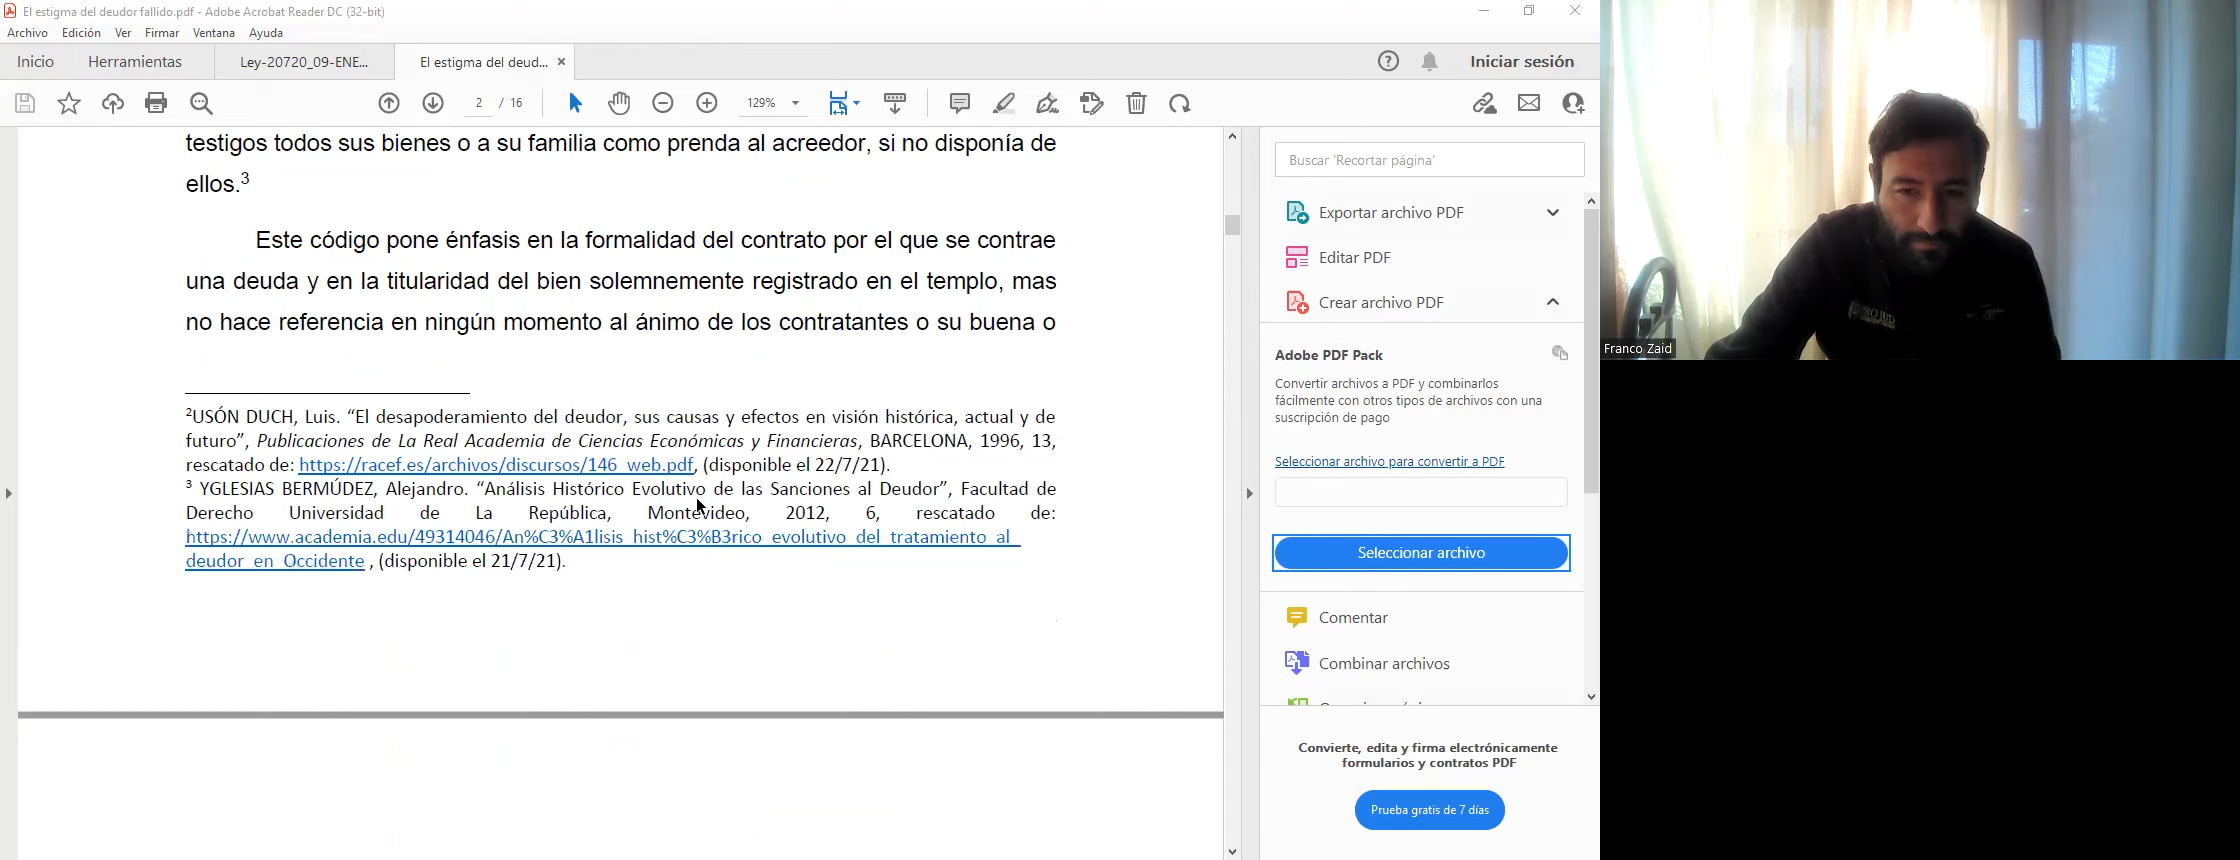 El estigma del deudor fallido.pdf - Adobe Acrobat Reader DC (32-bit)
Archivo Edición Ver Firmar Ventana Ayuda
Inicio Herramientas Ley-20720_09-ENE... El estigma del deud... × Iniciar sesión
2 / 16 129%
testigos todos sus bienes o a su familia como prenda al acreedor, si no disponía de
ellos.3
Este código pone énfasis en la formalidad del contrato por el que se contrae
una deuda y en la titularidad del bien solemnemente registrado en el templo, mas
no hace referencia en ningún momento al ánimo de los contratantes o su buena o
2USÓN DUCH, Luis. “El desapoderamiento del deudor, sus causas y efectos en visión histórica, actual y de
futuro”, Publicaciones de La Real Academia de Ciencias Económicas y Financieras, BARCELONA, 1996, 13,
rescatado de: https://racef.es/archivos/discursos/146_web.pdf, (disponible el 22/7/21).
3 YGLESIAS BERMÚDEZ, Alejandro. “Análisis Histórico Evolutivo de las Sanciones al Deudor”, Facultad de
Derecho Universidad de La República, Montevideo, 2012, 6, rescatado de:
https://www.academia.edu/49314046/An%C3%A1lisis_hist%C3%B3rico_evolutivo_del_tratamiento_al_
deudor_en_Occidente , (disponible el 21/7/21).
Buscar 'Recortar página'
Exportar archivo PDF
Editar PDF
Crear archivo PDF
Adobe PDF Pack
Convertir archivos a PDF y combinarlos
fácilmente con otros tipos de archivos con una
suscripción de pago
Seleccionar archivo para convertir a PDF
Seleccionar archivo
Comentar
Combinar archivos
Convierte, edita y firma electrónicamente
formularios y contratos PDF
Prueba gratis de 7 días
Franco Zaid